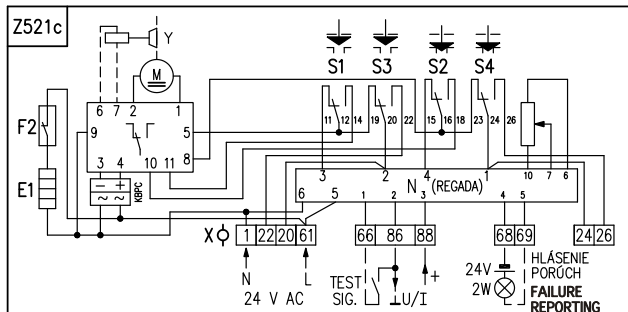 Z521c
Y
S1 S3 S2 S4
6 7 2 1
M
F2
9 5
8
3 4 10 11
11 12 14 19 20 22 15 16 18 23 24 26
E1
− +
~ ~
KBPC
3 2 4 1 10 7 6
N (REGADA)
6 5 1 2 3 4 5
X 1 22 20 61 66 86 88 68 69 24 26
N L
24 V AC
TEST
SIG.
U/I +
24V
2W
HLÁSENIE
PORÚCH
FAILURE
REPORTING